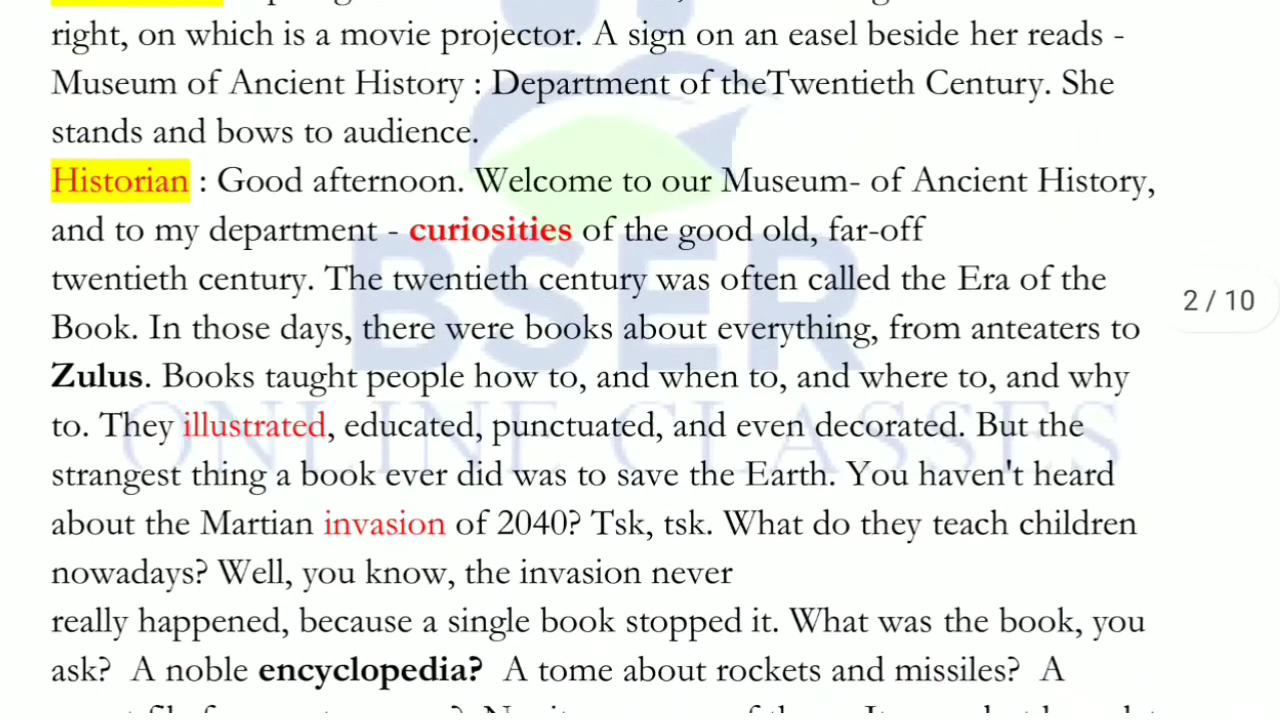 right, on which is a movie projector. A sign on an easel beside her reads -
Museum of Ancient History : Department of theTwentieth Century. She
stands and bows to audience.
Historian : Good afternoon. Welcome to our Museum- of Ancient History,
and to my department - curiosities of the good old, far-off
twentieth century. The twentieth century was often called the Era of the
Book. In those days, there were books about everything, from anteaters to
Zulus. Books taught people how to, and when to, and where to, and why
to. They illustrated, educated, punctuated, and even decorated. But the
strangest thing a book ever did was to save the Earth. You haven't heard
about the Martian invasion of 2040? Tsk, tsk. What do they teach children
nowadays? Well, you know, the invasion never
really happened, because a single book stopped it. What was the book, you
ask? A noble encyclopedia? A tome about rockets and missiles? A
2 / 10
BSER
ONLINE CLASSES